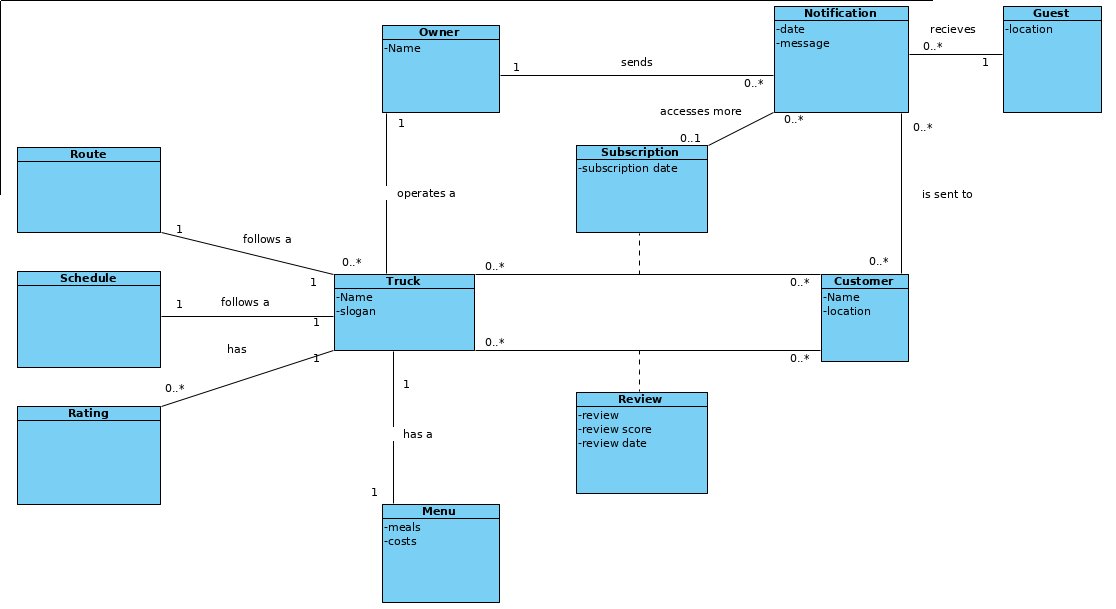 Notification
-date
-message
Guest
-location
recieves
0..*
1
Owner
-Name
1
sends
0..*
accesses more
0..*
0..1
Subscription
-subscription date
1
operates a
0..*
0..*
is sent to
0..*
Route
1
follows a
1
Schedule
1
follows a
1
Truck
-Name
-slogan
0..*
0..*
Customer
-Name
-location
0..*
0..*
has
1
0..*
Rating
Review
-review
-review score
-review date
1
has a
1
Menu
-meals
-costs